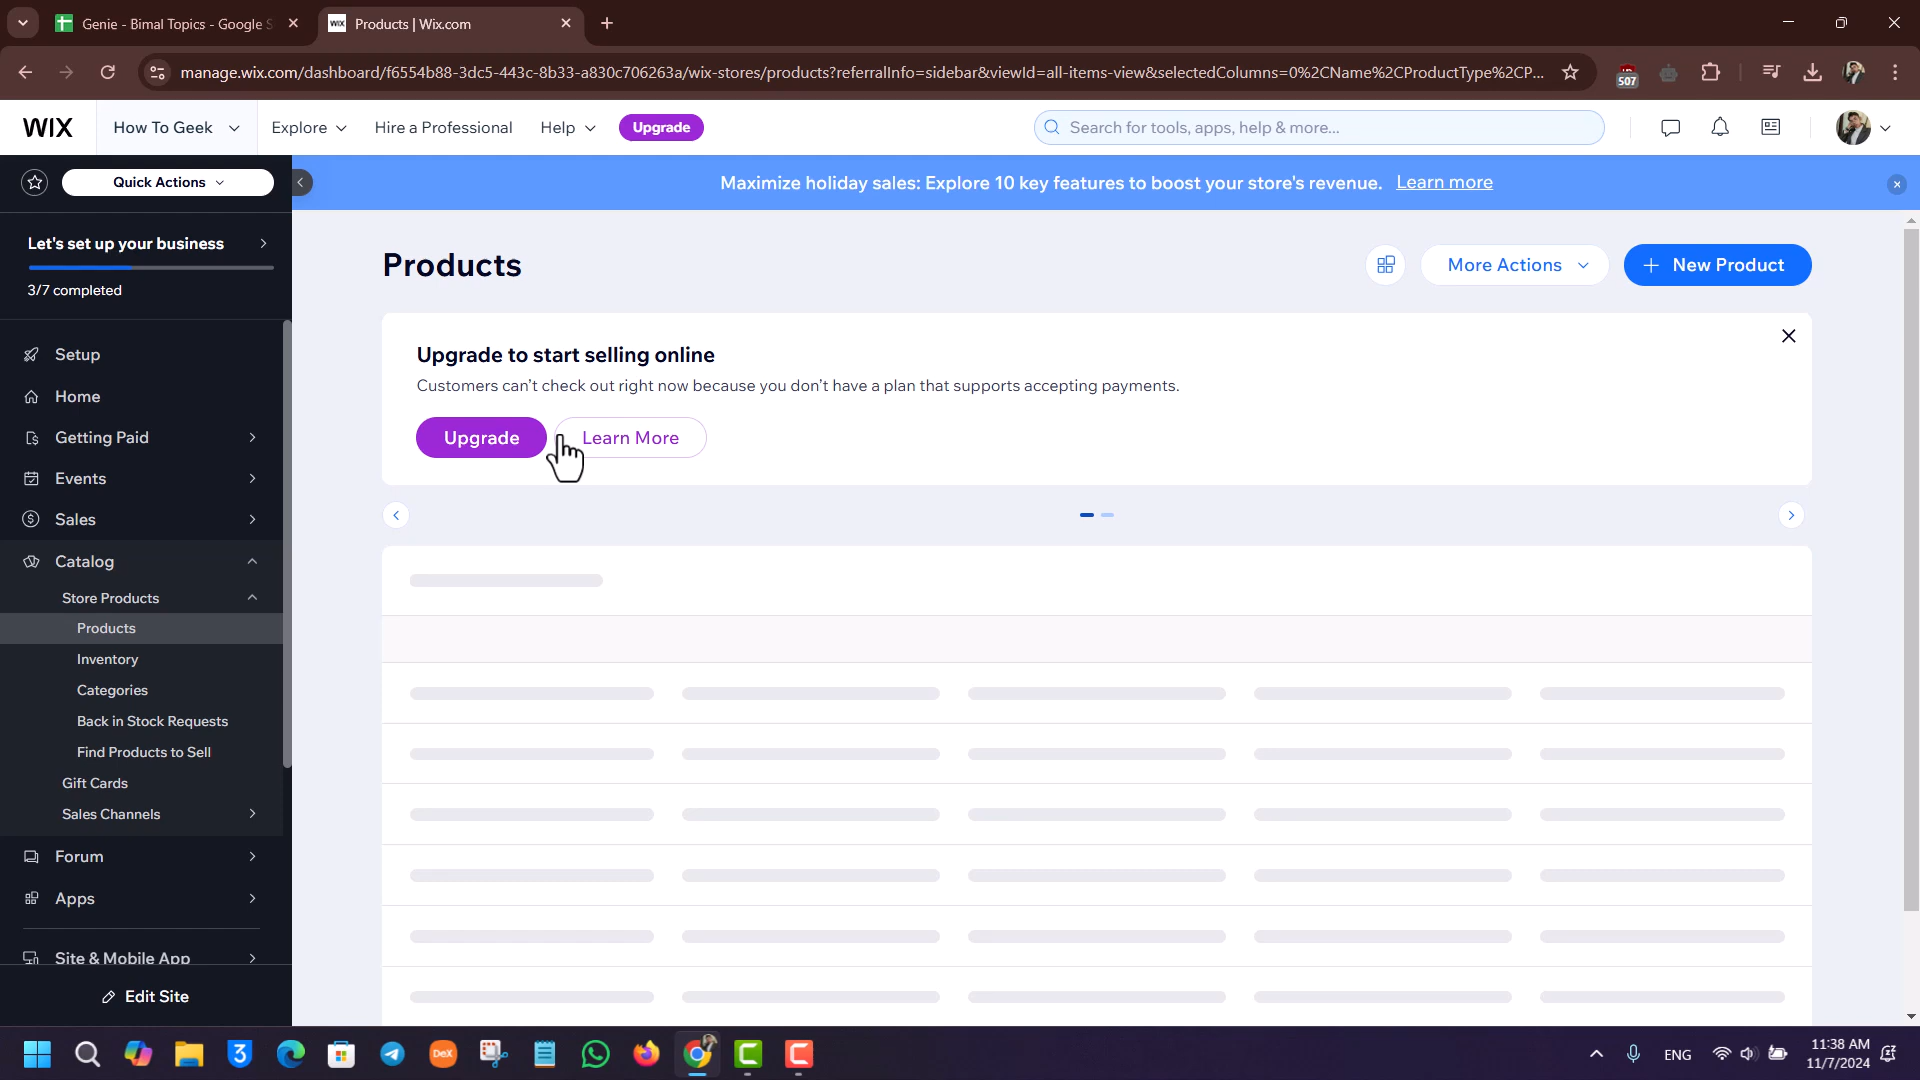 Genie - Bimal Topics - Google S
Products | Wix.com
manage.wix.com/dashboard/f6554b88-3dc5-443c-8b33-a830c706263a/wix-stores/products?referralInfo=sidebar&viewId=all-items-view&selectedColumns=0%2CName%2CProductType%2CP...
507
WIX
How To Geek
Explore
Hire a Professional
Help
Upgrade
Search for tools, apps, help & more...
Quick Actions
Maximize holiday sales: Explore 10 key features to boost your store's revenue. Learn more
Let's set up your business
3/7 completed
Setup
Home
Getting Paid
Events
Sales
Catalog
Store Products
Products
Inventory
Categories
Back in Stock Requests
Find Products to Sell
Gift Cards
Sales Channels
Forum
Apps
Site & Mobile App
Edit Site
Products
More Actions
+ New Product
Upgrade to start selling online
Customers can't check out right now because you don't have a plan that supports accepting payments.
Upgrade
Learn More
DeX
ENG
11:38 AM
11/7/2024